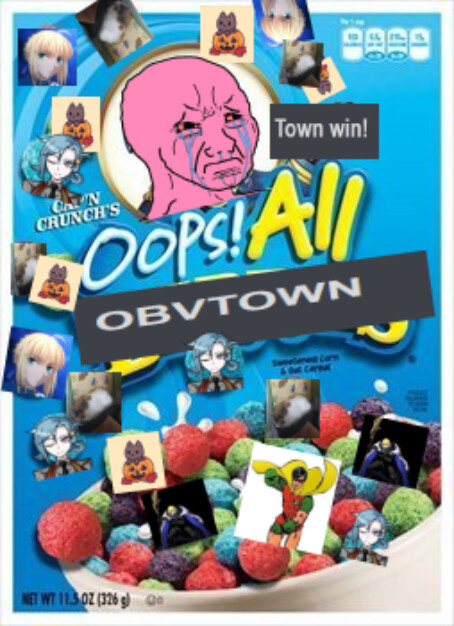 Town win!
CAP'N
CRUNCH'S
OOPS! All
OBVTOWN
Sweetened Corn
& Oat Cereal
NET WT 11.5 OZ (326 g)